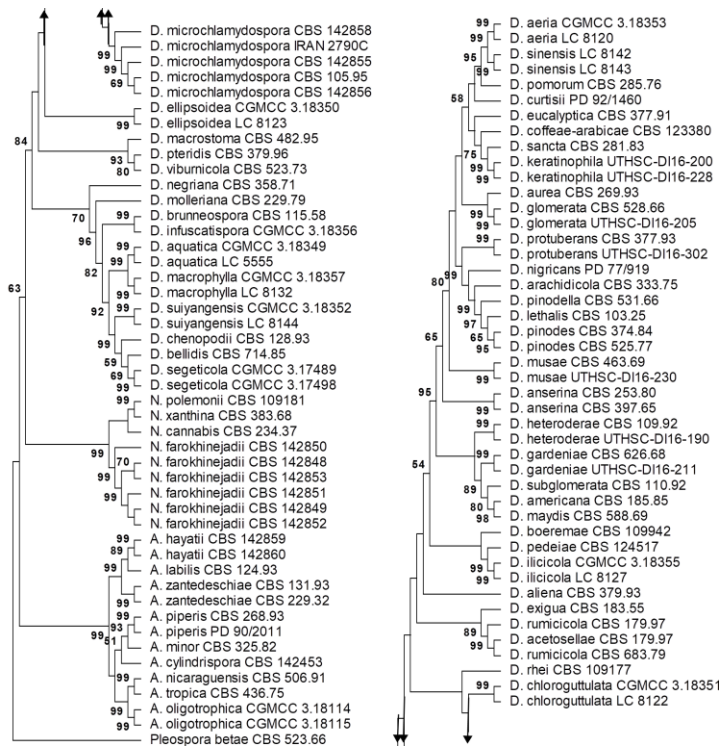 D. microchlamydospora CBS 142858
D. microchlamydospora IRAN 2790C
99
D. microchlamydospora CBS 142855
99
D. microchlamydospora CBS 105.95
69
D. microchlamydospora CBS 142856
D. ellipsoidea CGMCC 3.18350
99
D. ellipsoidea LC 8123
84
D. macrostoma CBS 482.95
93
D. pteridis CBS 379.96
80
D. viburnicola CBS 523.73
D. negriana CBS 358.71
70
D. molleriana CBS 229.79
99
D. brunneospora CBS 115.58
96
D. infuscatispora CGMCC 3.18356
99
D. aquatica CGMCC 3.18349
99
D. aquatica LC 5555
82
D. macrophylla CGMCC 3.18357
63
99
D. macrophylla LC 8132
92
99
D. suiyangensis CGMCC 3.18352
D. suiyangensis LC 8144
99
D. chenopodii CBS 128.93
59
D. bellidis CBS 714.85
69
D. segeticola CGMCC 3.17489
99
D. segeticola CGMCC 3.17498
N. polemonii CBS 109181
99
N. xanthina CBS 383.68
N. cannabis CBS 234.37
99
N. farokhinejadii CBS 142850
70
N. farokhinejadii CBS 142848
99
N. farokhinejadii CBS 142853
99
N. farokhinejadii CBS 142851
N. farokhinejadii CBS 142849
99
N. farokhinejadii CBS 142852
99
A. hayatii CBS 142859
89
A. hayatii CBS 142860
99
A. labilis CBS 124.93
A. zantedeschiae CBS 131.93
99
A. zantedeschiae CBS 229.32
99
A. piperis CBS 268.93
93
A. piperis PD 90/2011
99
51
A. minor CBS 325.82
A. cylindrispora CBS 142453
A. nicaraguensis CBS 506.91
99
A. tropica CBS 436.75
99
A. oligotrophica CGMCC 3.18114
99
A. oligotrophica CGMCC 3.18115
Pleospora betae CBS 523.66
99
D. aeria CGMCC 3.18353
99
D. aeria LC 8120
95
D. sinensis LC 8142
99
D. sinensis LC 8143
D. pomorum CBS 285.76
58
D. curtisii PD 92/1460
D. eucalyptica CBS 377.91
D. coffeae-arabicae CBS 123380
75
D. sancta CBS 281.83
99
D. keratinophila UTHSC-DI16-200
99
D. keratinophila UTHSC-DI16-228
D. aurea CBS 269.93
99
D. glomerata CBS 528.66
99
D. glomerata UTHSC-DI16-205
99
D. protuberans CBS 377.93
D. protuberans UTHSC-DI16-302
99
D. nigricans PD 77/919
80
D. arachidicola CBS 333.75
D. pinodella CBS 531.66
99
D. lethalis CBS 103.25
97
65
D. pinodes CBS 374.84
65
95
D. pinodes CBS 525.77
D. musae CBS 463.69
99
D. musae UTHSC-DI16-230
95
D. anserina CBS 253.80
99
D. anserina CBS 397.65
D. heteroderae CBS 109.92
99
D. heteroderae UTHSC-DI16-190
99
D. gardeniae CBS 626.68
54
D. gardeniae UTHSC-DI16-211
89
D. subglomerata CBS 110.92
80
D. americana CBS 185.85
98
D. maydis CBS 588.69
D. boeremae CBS 109942
D. pedeiae CBS 124517
99
D. ilicicola CGMCC 3.18355
99
D. ilicicola LC 8127
D. aliena CBS 379.93
D. exigua CBS 183.55
D. rumicicola CBS 179.97
89
D. acetosellae CBS 179.97
99
D. rumicicola CBS 683.79
D. rhei CBS 109177
99
D. chloroguttulata CGMCC 3.18351
D. chloroguttulata LC 8122